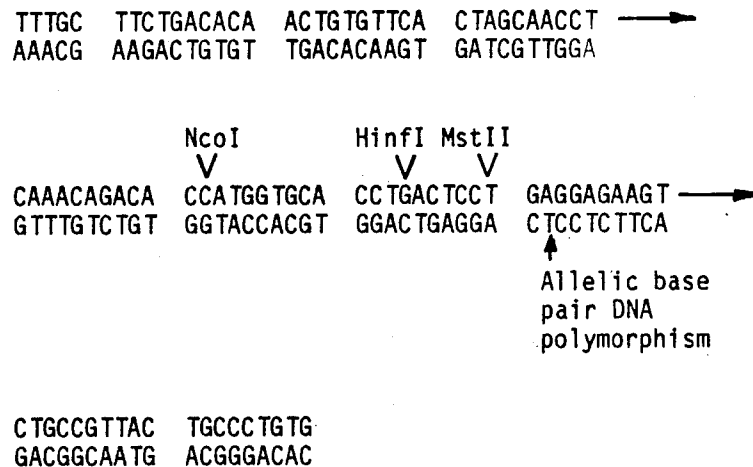 TTTGC TTCTGACACA ACTGTGTTCA CTAGCAACCT
AAACG AAGACTGTGT TGACACAAGT GATCGTTGGA
NcoI HinfI MstII
CAAACAGACA CCATGGTGCA CCTGACTCCT GAGGAGAAGT
GTTTGTCTGT GGTACCACGT GGACTGAGGA CTCCTCTTCA
Allelic base
pair DNA
polymorphism
CTGCCGTTAC TGCCCTGTG
GACGGCAATG ACGGGACAC